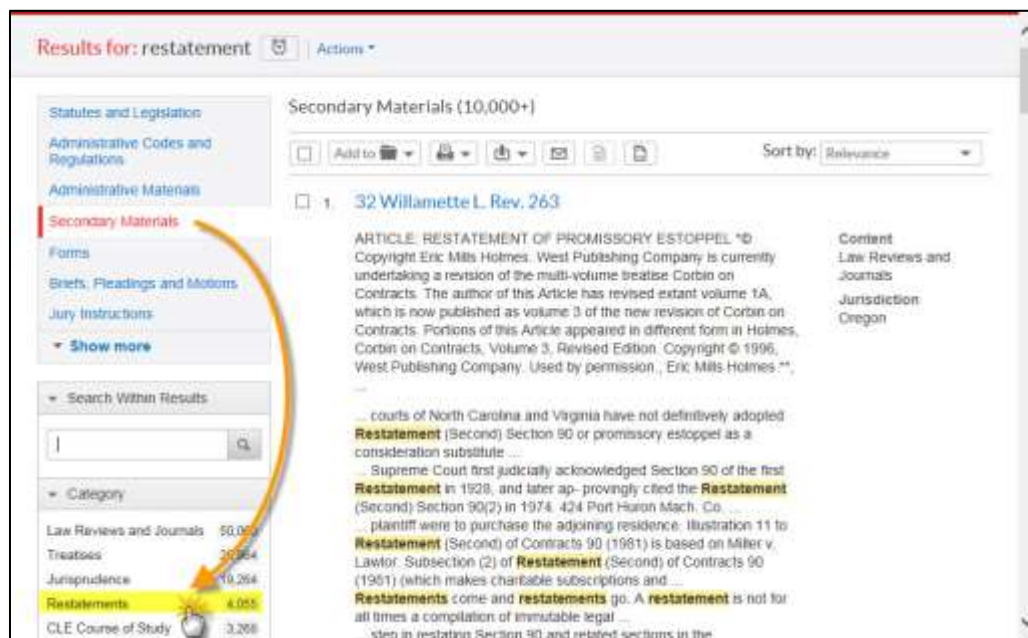 Results for: restatement
Actions
Statutes and Legislation
Administrative Codes and
Regulations
Administrative Materials
Secondary Materials
Forms
Briefs, Pleadings and Motions
Jury Instructions
Show more
Search Within Results
Category
Law Reviews and Journals
Treatises
Jurisprudence 19,264
Restatements 4,055
CLE Course of Study 3,268
Secondary Materials (10,000+)
Add to
Sort by: Relevance
1. 32 Willamette L. Rev. 263
ARTICLE: RESTATEMENT OF PROMISSORY ESTOPPEL *©
Copyright Eric Mills Holmes. West Publishing Company is currently
undertaking a revision of the multi-volume treatise Corbin on
Contracts. The author of this Article has revised extant volume 1A,
which is now published as volume 3 of the new revision of Corbin on
Contracts. Portions of this Article appeared in different form in Holmes,
Corbin on Contracts, Volume 3, Revised Edition. Copyright © 1996,
West Publishing Company. Used by permission., Eric Mills Holmes **,
...
... courts of North Carolina and Virginia have not definitively adopted
Restatement (Second) Section 90 or promissory estoppel as a
consideration substitute ...
... Supreme Court first judicially acknowledged Section 90 of the first
Restatement in 1928, and later ap- provingly cited the Restatement
(Second) Section 90(2) in 1974. 424 Port Huron Mach. Co. ...
... plaintiff were to purchase the adjoining residence. Illustration 11 to
Restatement (Second) of Contracts 90 (1981) is based on Miller v.
Lawlor. Subsection (2) of Restatement (Second) of Contracts 90
(1981) (which makes charitable subscriptions and ...
Restatements come and restatements go. A restatement is not for
all times a compilation of immutable legal ...
... step in restating Section 90 and related sections in the
Content
Law Reviews and
Journals
Jurisdiction
Oregon